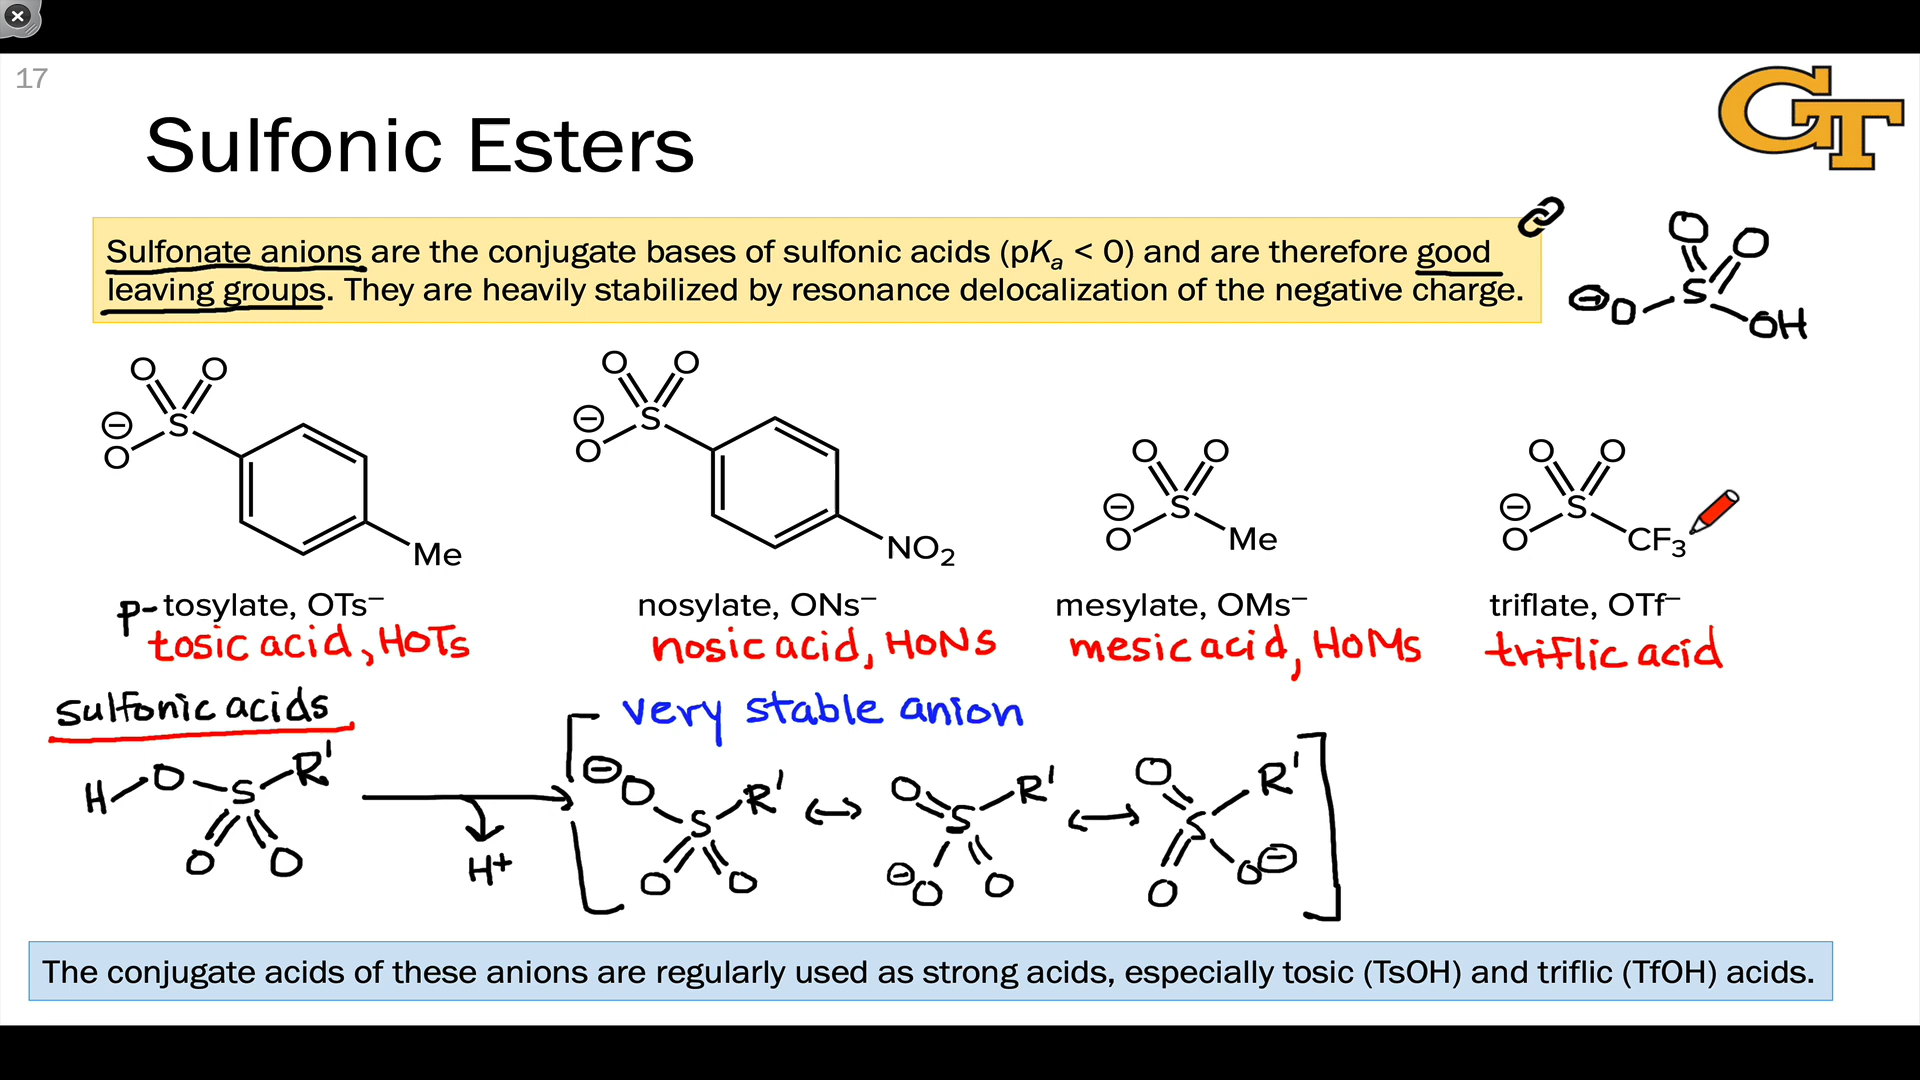 17
GT
Sulfonic Esters
Sulfonate anions are the conjugate bases of sulfonic acids (pKₐ < 0) and are therefore good
leaving groups. They are heavily stabilized by resonance delocalization of the negative charge.
O O
⊖O S OH
O O O O
⊖ S ⊖ S
O O
O O O O
⊖ S ⊖ S
Me NO₂ O Me O CF₃
p-tosylate, OTs⁻ nosylate, ONs⁻ mesylate, OMs⁻ triflate, OTf⁻
tosic acid, HOTs nosic acid, HONs mesic acid, HOMs triflic acid
sulfonic acids very stable anion
H O S R' ⊖O S R' O S R' O S R'
O O H+ O O ⊖O O O O⊖
The conjugate acids of these anions are regularly used as strong acids, especially tosic (TsOH) and triflic (TfOH) acids.